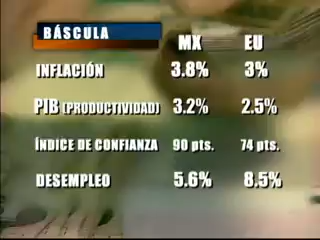 BÁSCULA
MX EU
INFLACIÓN 3.8% 3%
PIB (PRODUCTIVIDAD) 3.2% 2.5%
ÍNDICE DE CONFIANZA 90 pts. 74 pts.
DESEMPLEO 5.6% 8.5%